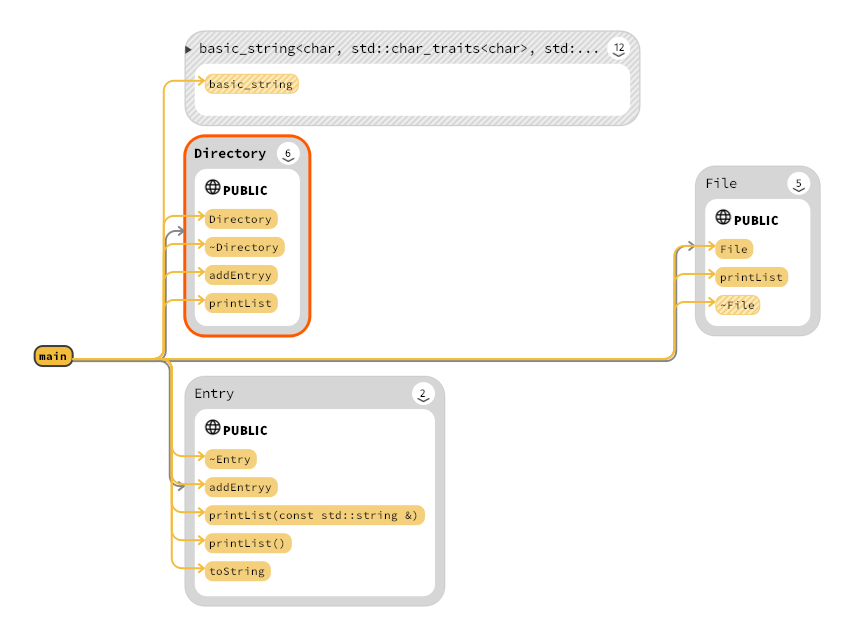 basic_string<char, std::char_traits<char>, std:... 12
basic_string
Directory 6
PUBLIC
Directory
~Directory
addEntryy
printList
File 5
PUBLIC
File
printList
~File
main
Entry 2
PUBLIC
~Entry
addEntryy
printList(const std::string &)
printList()
toString